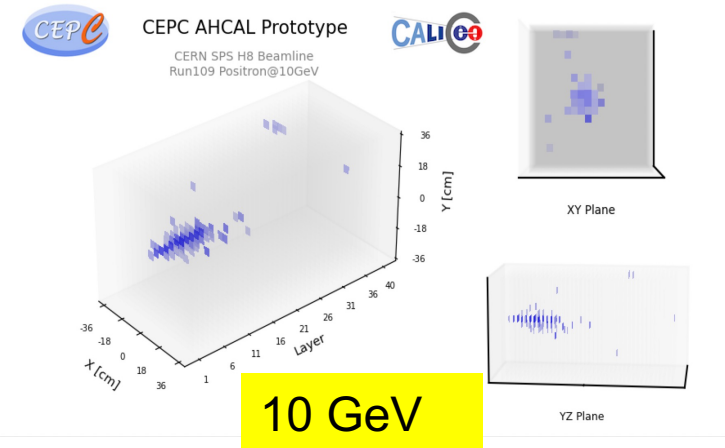 CEPC
CEPC AHCAL Prototype
CALICO
CERN SPS H8 Beamline
Run109 Positron@10GeV
36
18
0
-18
-36
Y [cm]
-36
-18
0
18
36
X [cm]
1
6
11
16
21
26
31
36
40
Layer
XY Plane
YZ Plane
10 GeV